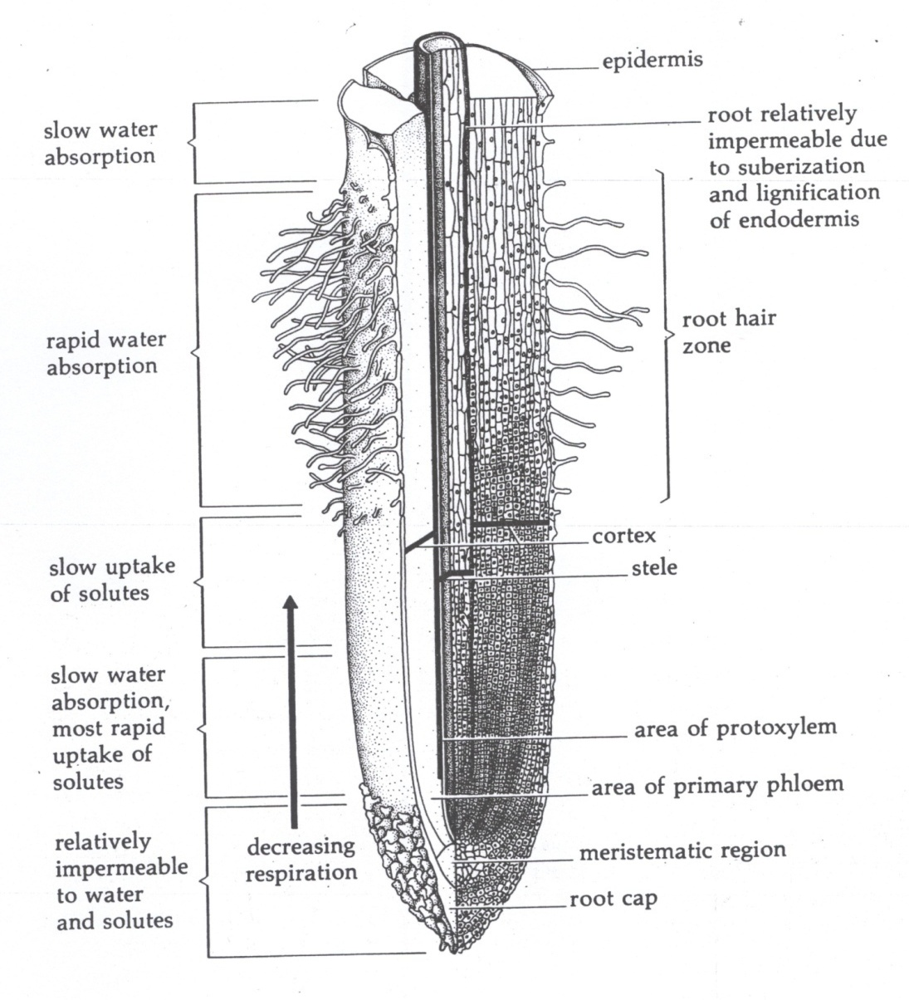 epidermis
slow water
absorption
root relatively
impermeable due
to suberization
and lignification
of endodermis
rapid water
absorption
root hair
zone
cortex
stele
slow uptake
of solutes
slow water
absorption,
most rapid
uptake of
solutes
area of protoxylem
area of primary phloem
relatively
impermeable
to water
and solutes
decreasing
respiration
meristematic region
root cap